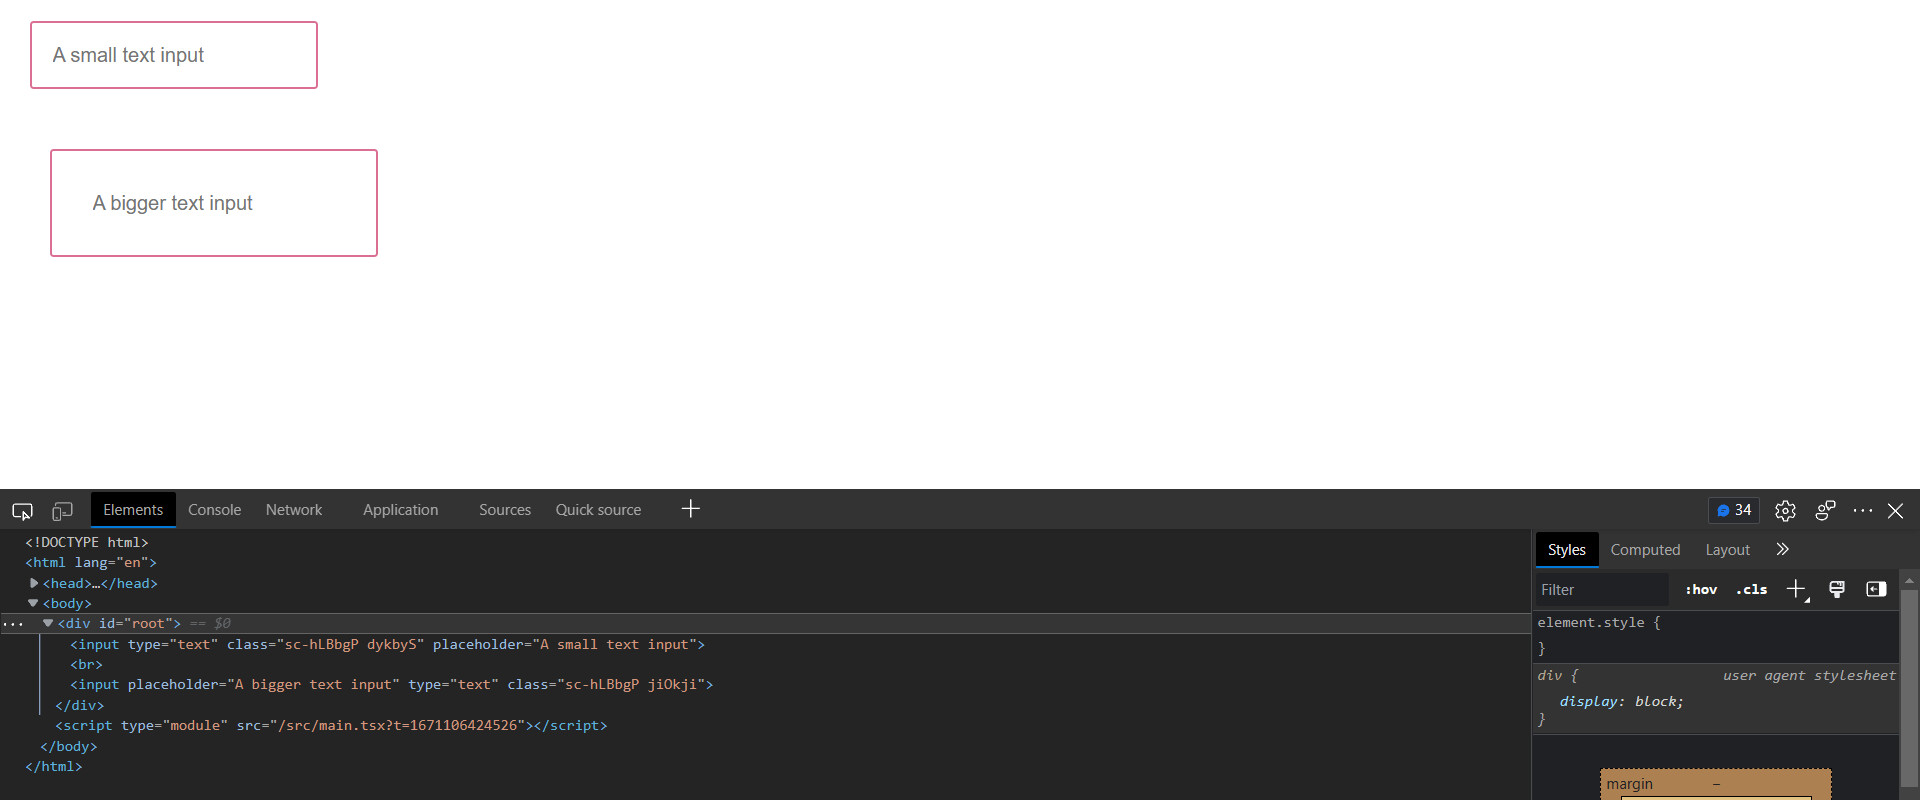 A small text input
A bigger text input
Elements Console Network Application Sources Quick source 34
<!DOCTYPE html>
<html lang="en">
<head>…</head>
<body>
<div id="root"> == $0
<input type="text" class="sc-hLBbgP dykbyS" placeholder="A small text input">
<br>
<input placeholder="A bigger text input" type="text" class="sc-hLBbgP jiOkji">
</div>
<script type="module" src="/src/main.tsx?t=1671106424526"></script>
</body>
</html>
Styles Computed Layout
Filter :hov .cls
element.style {
}
div { user agent stylesheet
display: block;
}
margin –